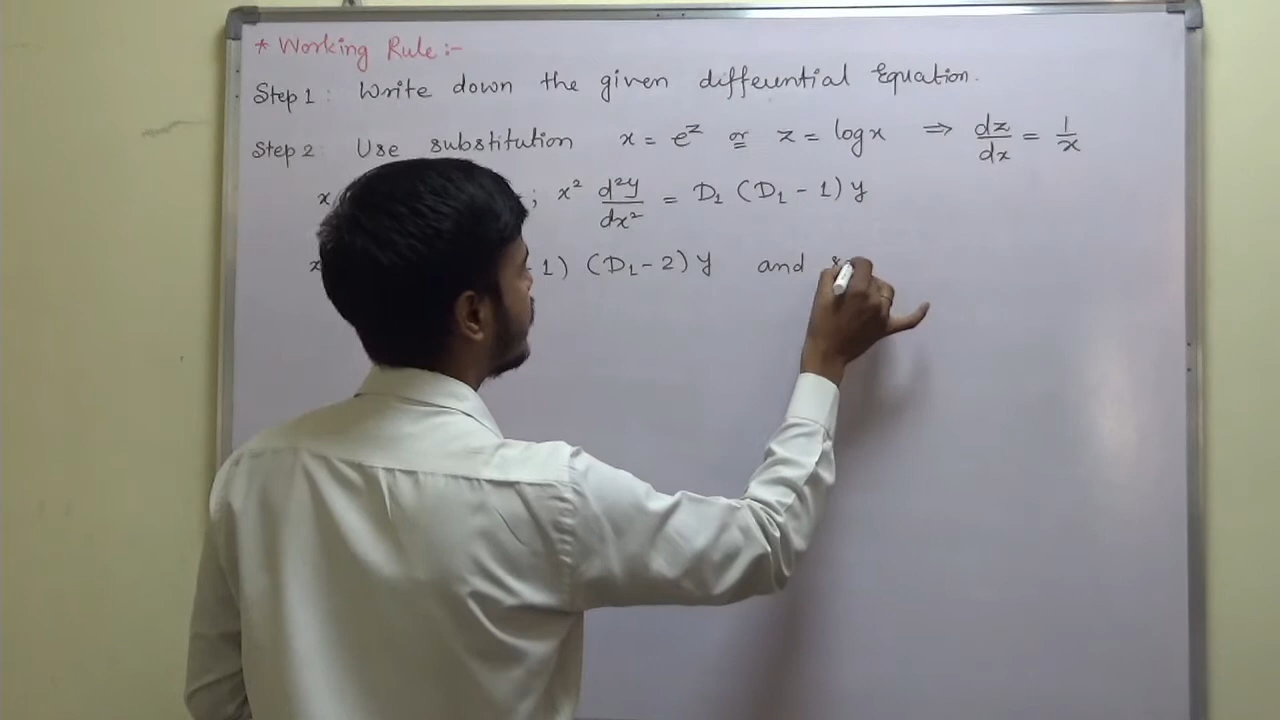 * Working Rule :-
Step 1 : Write down the given differential Equation.
Step 2 Use substitution x = e^z or z = log x ⇒ dz/dx = 1/x
x ; x² d²y/dx² = D₁ (D₁ - 1) y
x 1) (D₁ - 2) y and